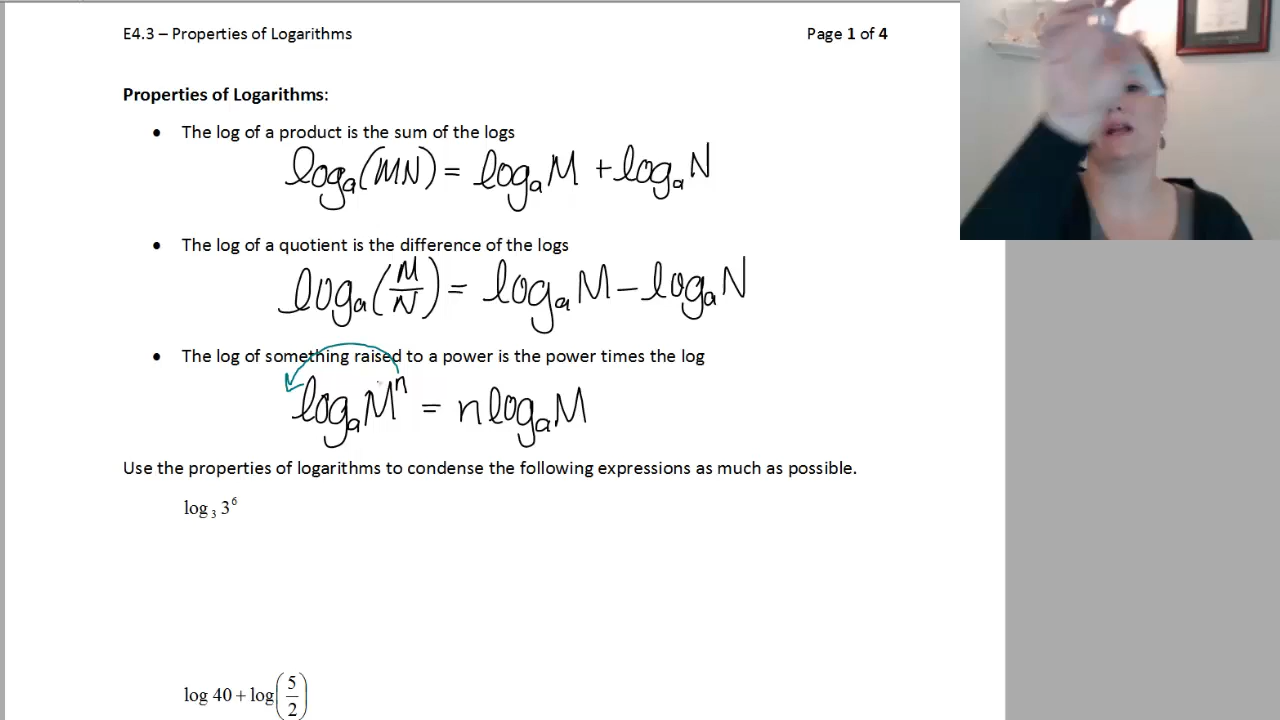 E4.3 – Properties of Logarithms Page 1 of 4
Properties of Logarithms:
• The log of a product is the sum of the logs
logₐ(MN) = logₐM + logₐN
• The log of a quotient is the difference of the logs
logₐ(M/N) = logₐM − logₐN
• The log of something raised to a power is the power times the log
logₐMⁿ = n logₐM
Use the properties of logarithms to condense the following expressions as much as possible.
log₃ 3⁶
log 40 + log(5/2)